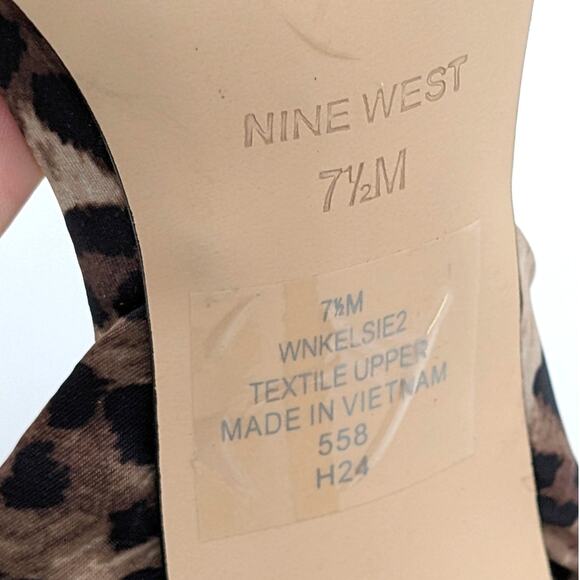 NINE WEST
7½M
7½M
WNKELSIE2
TEXTILE UPPER
MADE IN VIETNAM
558
H24